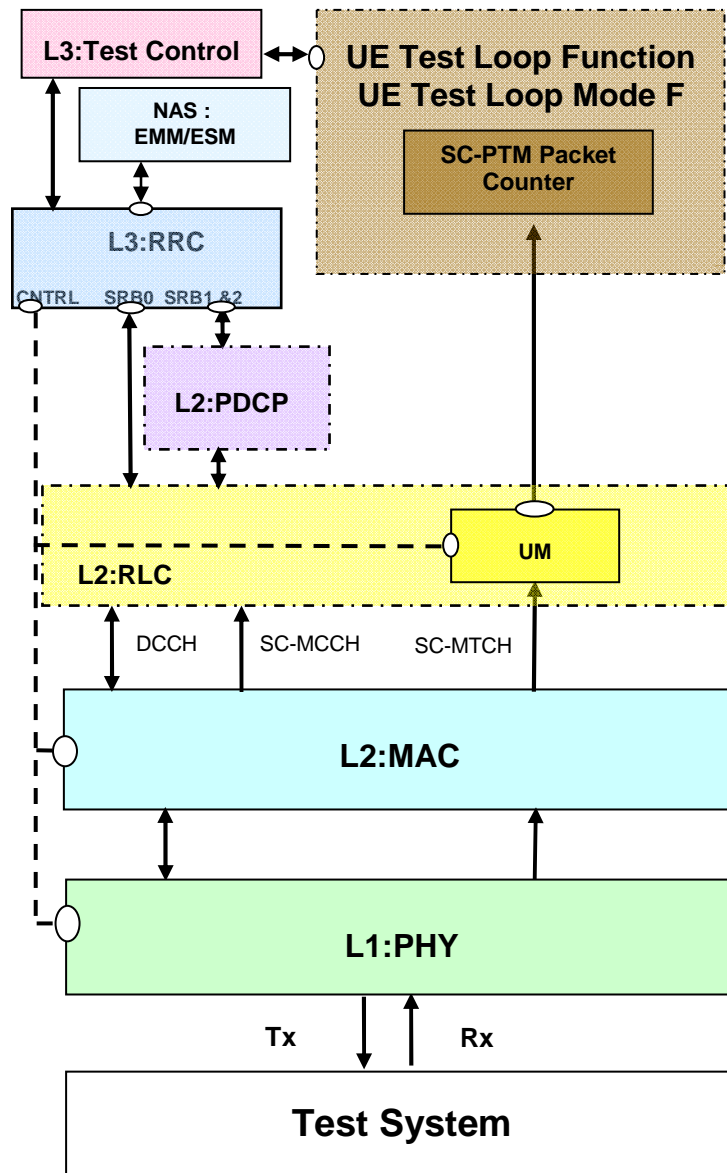 L3:Test Control
UE Test Loop Function
UE Test Loop Mode F
NAS :
EMM/ESM
SC-PTM Packet
Counter
L3:RRC
CNTRL SRB0 SRB1 &2
L2:PDCP
UM
L2:RLC
DCCH SC-MCCH SC-MTCH
L2:MAC
L1:PHY
Tx Rx
Test System